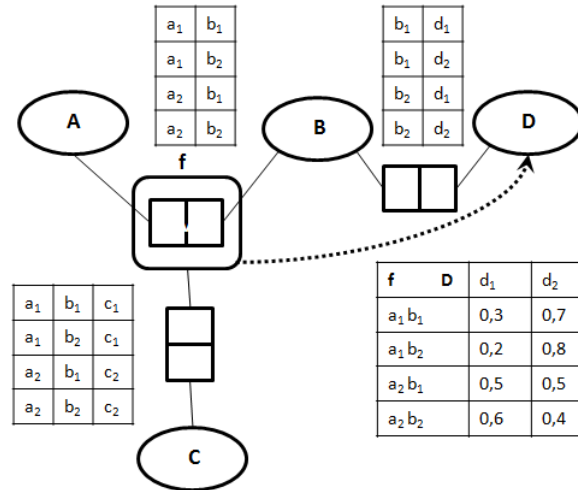 a₁ b₁
a₁ b₂
a₂ b₁
a₂ b₂
b₁ d₁
b₁ d₂
b₂ d₁
b₂ d₂
A
B
D
f
a₁ b₁ c₁
a₁ b₂ c₁
a₂ b₁ c₂
a₂ b₂ c₂
f D d₁ d₂
a₁ b₁ 0,3 0,7
a₁ b₂ 0,2 0,8
a₂ b₁ 0,5 0,5
a₂ b₂ 0,6 0,4
C